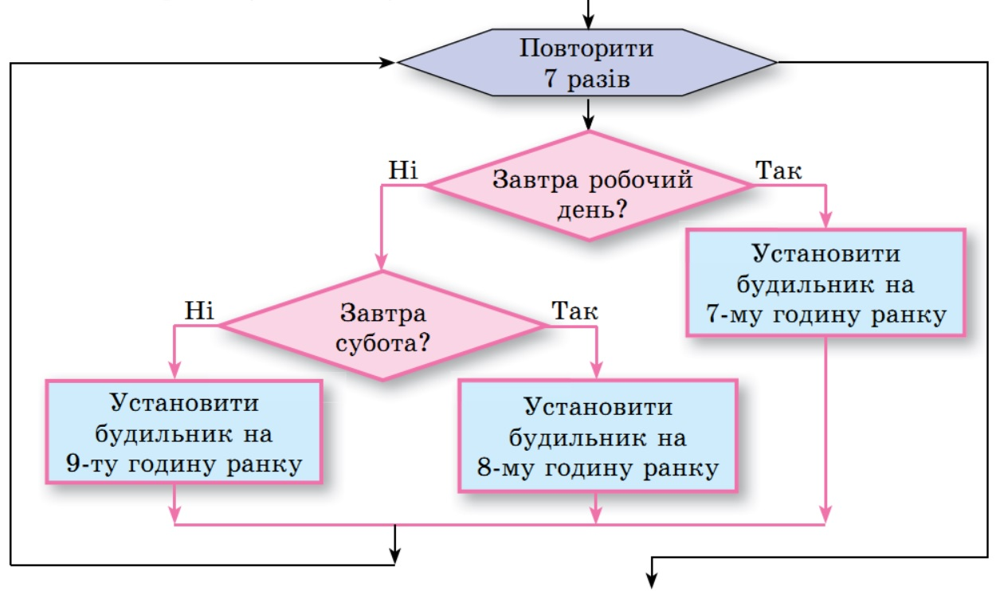 Повторити
7 разів
Ні
Завтра робочий
день?
Так
Установити
будильник на
7-му годину ранку
Ні
Завтра
субота?
Так
Установити
будильник на
9-ту годину ранку
Установити
будильник на
8-му годину ранку